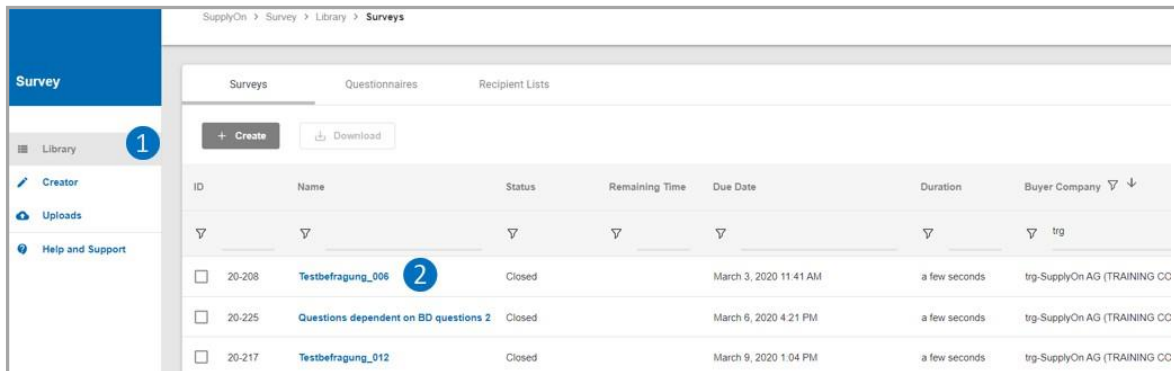 SupplyOn > Survey > Library > Surveys
Survey
Surveys Questionnaires Recipient Lists
+ Create Download
1
Library
Creator
Uploads
Help and Support
ID Name Status Remaining Time Due Date Duration Buyer Company
trg
20-208 Testbefragung_006 2 Closed March 3, 2020 11:41 AM a few seconds trg-SupplyOn AG (TRAINING CO
20-225 Questions dependent on BD questions 2 Closed March 6, 2020 4:21 PM a few seconds trg-SupplyOn AG (TRAINING CO
20-217 Testbefragung_012 Closed March 9, 2020 1:04 PM a few seconds trg-SupplyOn AG (TRAINING CO